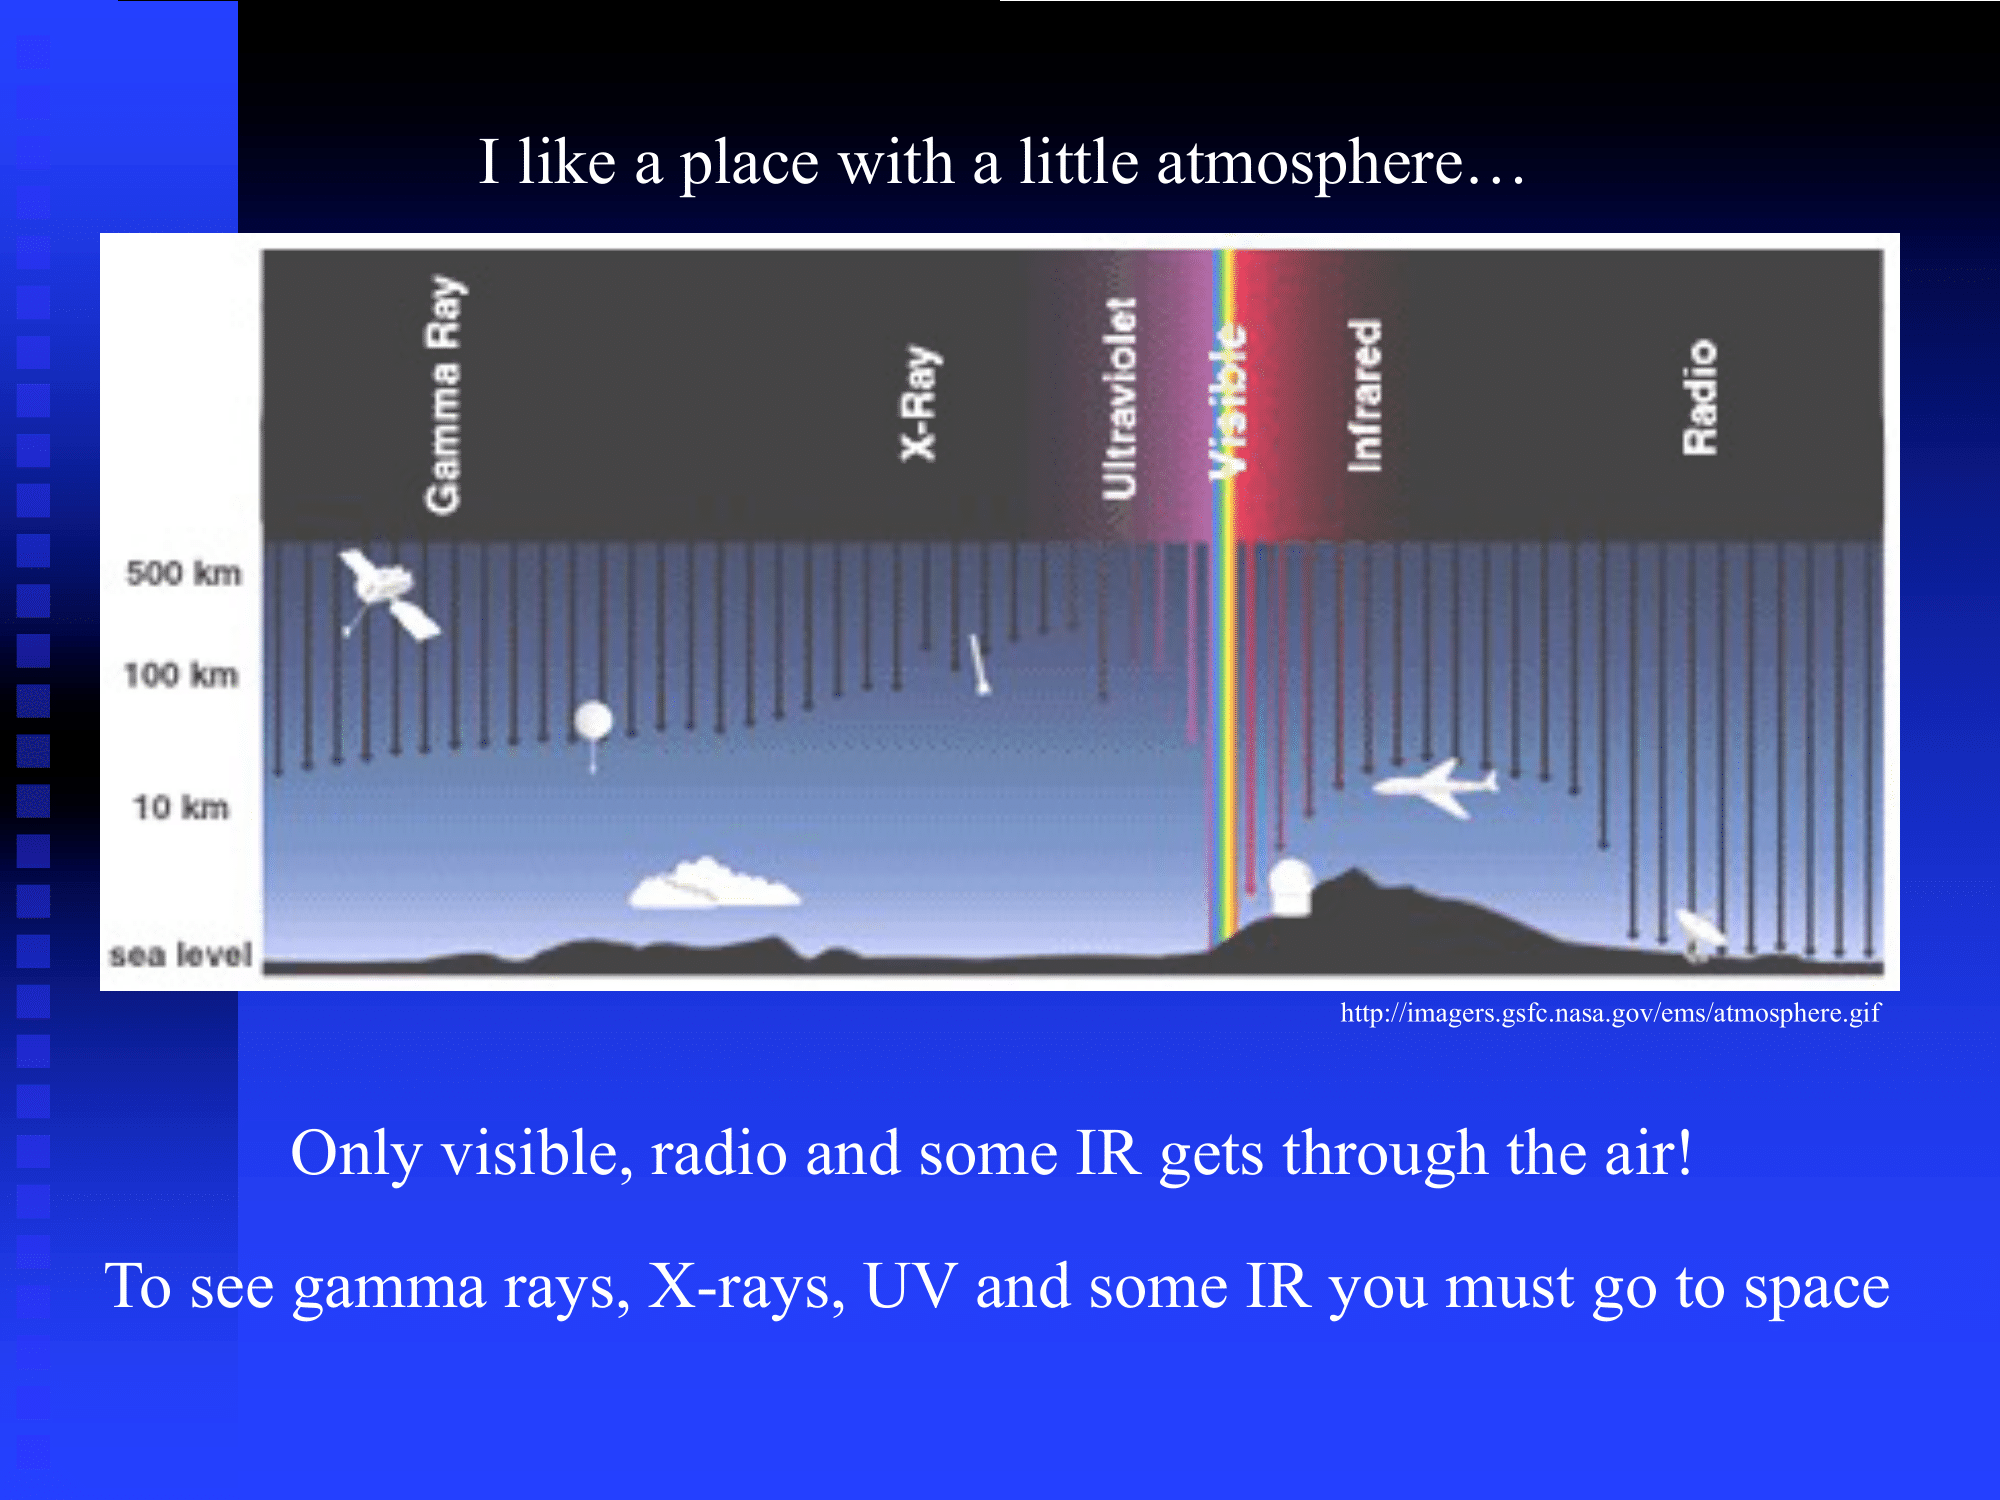 I like a place with a little atmosphere…
Gamma Ray
X-Ray
Ultraviolet
Visible
Infrared
Radio
500 km
100 km
10 km
sea level
http://imagers.gsfc.nasa.gov/ems/atmosphere.gif
Only visible, radio and some IR gets through the air!
To see gamma rays, X-rays, UV and some IR you must go to space